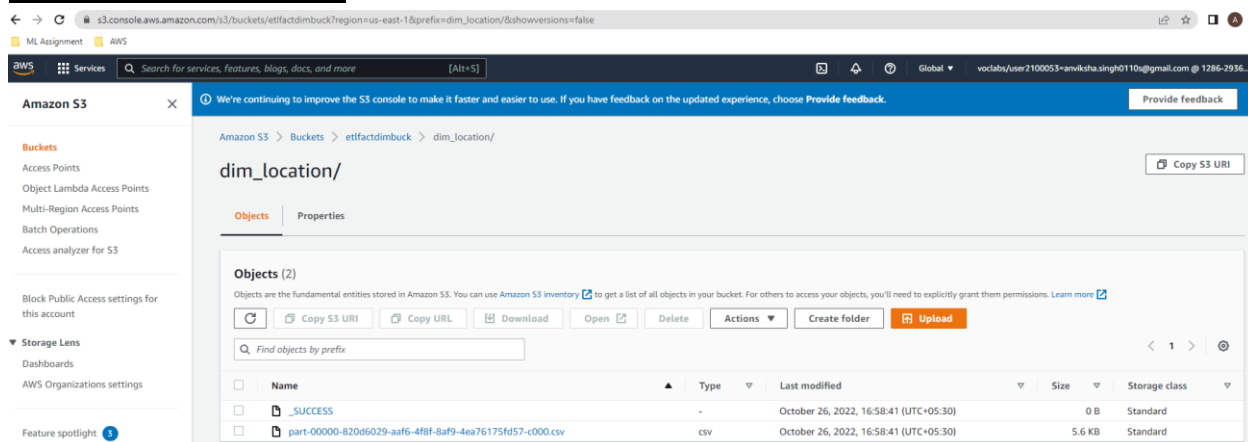 s3.console.aws.amazon.com/s3/buckets/etlfactdimbuck?region=us-east-1&prefix=dim_location/&showversions=false
A
ML Assignment AWS
aws Services Search for services, features, blogs, docs, and more [Alt+S] Global ▼ voclabs/user2100053=anviksha.singh0110s@gmail.com @ 1286-2936...
Amazon S3
We're continuing to improve the S3 console to make it faster and easier to use. If you have feedback on the updated experience, choose Provide feedback.
Provide feedback
Buckets
Access Points
Object Lambda Access Points
Multi-Region Access Points
Batch Operations
Access analyzer for S3
Block Public Access settings for
this account
Storage Lens
Dashboards
AWS Organizations settings
Feature spotlight 3
Amazon S3 > Buckets > etlfactdimbuck > dim_location/
dim_location/
Copy S3 URI
Objects Properties
Objects (2)
Objects are the fundamental entities stored in Amazon S3. You can use Amazon S3 inventory to get a list of all objects in your bucket. For others to access your objects, you'll need to explicitly grant them permissions. Learn more
Copy S3 URI Copy URL Download Open Delete Actions ▼ Create folder Upload
Find objects by prefix
< 1 >
Name Type Last modified Size Storage class
_SUCCESS - October 26, 2022, 16:58:41 (UTC+05:30) 0 B Standard
part-00000-820d6029-aaf6-4f8f-8af9-4ea76175fd57-c000.csv csv October 26, 2022, 16:58:41 (UTC+05:30) 5.6 KB Standard